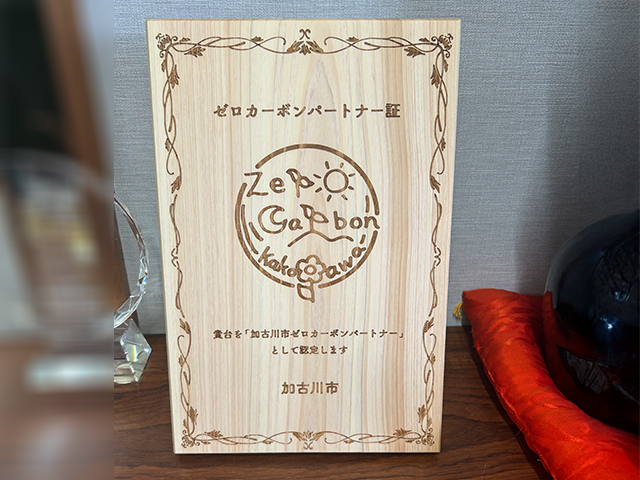 ゼロカーボンパートナー証
Zero
Carbon
Kakogawa
貴台を「加古川市ゼロカーボンパートナー」
として認定します
加古川市